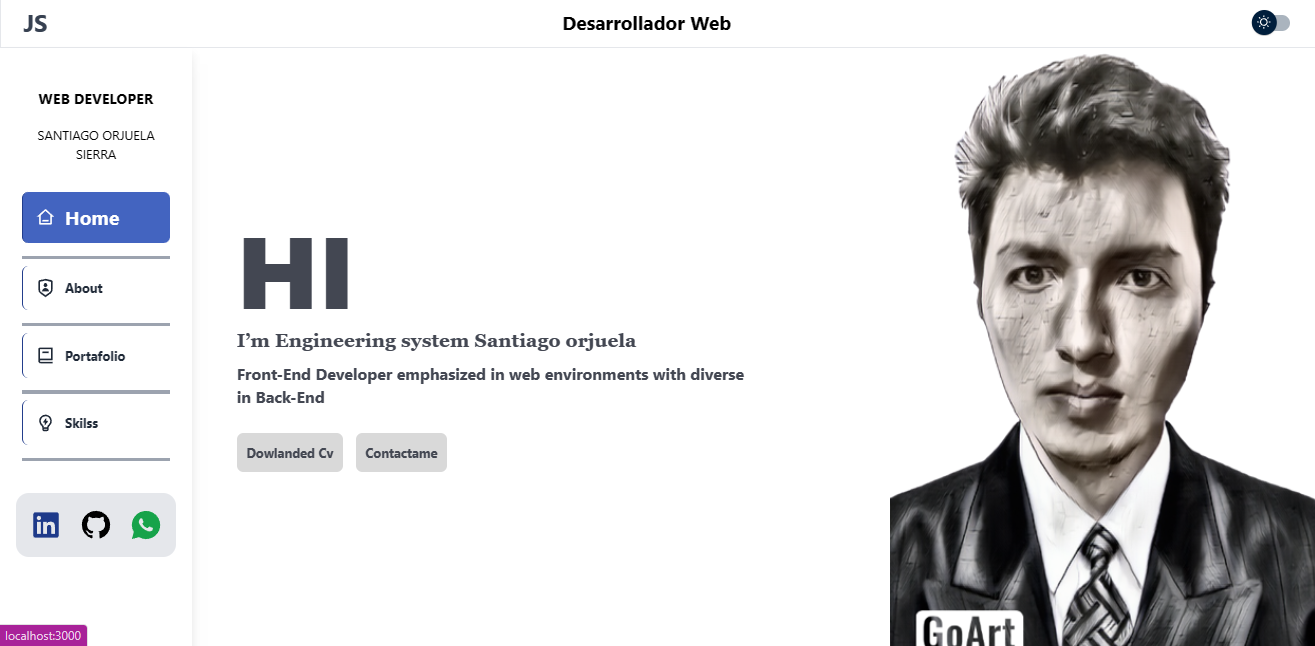 JS
Desarrollador Web
WEB DEVELOPER
SANTIAGO ORJUELA
SIERRA
Home
About
Portafolio
Skilss
in
localhost:3000
HI
I'm Engineering system Santiago orjuela
Front-End Developer emphasized in web environments with diverse
in Back-End
Dowlanded Cv
Contactame
GoArt